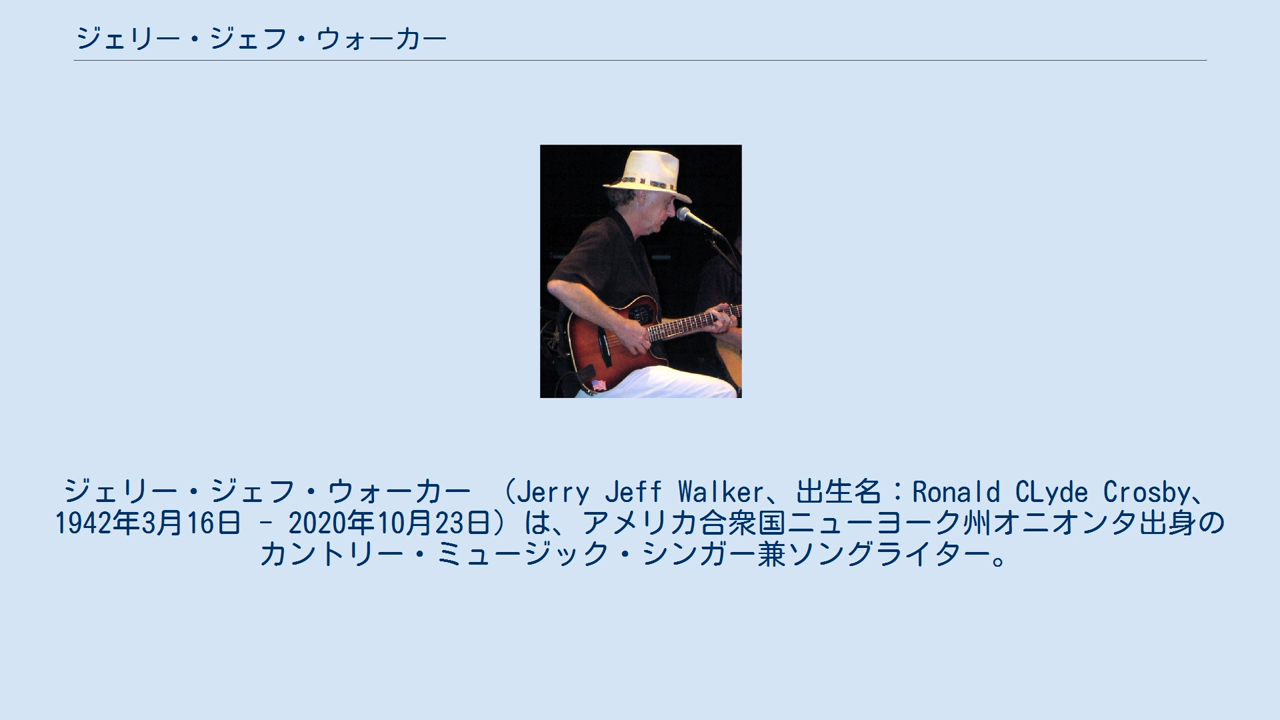 ジェリー・ジェフ・ウォーカー
ジェリー・ジェフ・ウォーカー （Jerry Jeff Walker、出生名：Ronald CLyde Crosby、
1942年3月16日 - 2020年10月23日）は、アメリカ合衆国ニューヨーク州オニオンタ出身の
カントリー・ミュージック・シンガー兼ソングライター。